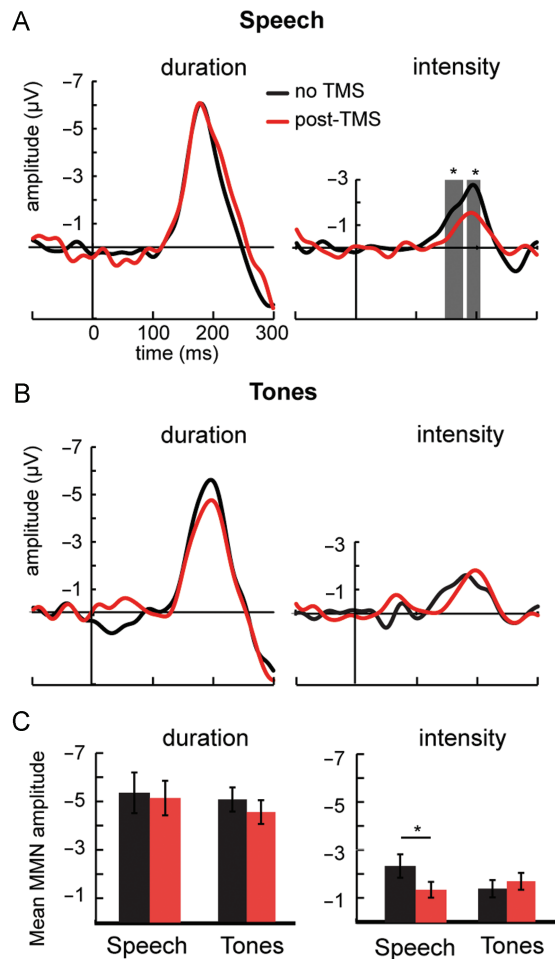 A
Speech
duration
intensity
no TMS
post-TMS
amplitude (µV)
–7
–5
–3
–1
–3
–1
* *
0 100 200 300
time (ms)
B
Tones
duration
intensity
amplitude (µV)
–7
–5
–3
–1
–3
–1
C
duration
intensity
Mean MMN amplitude
–7
–5
–3
–1
–7
–5
–3
–1
*
Speech Tones
Speech Tones